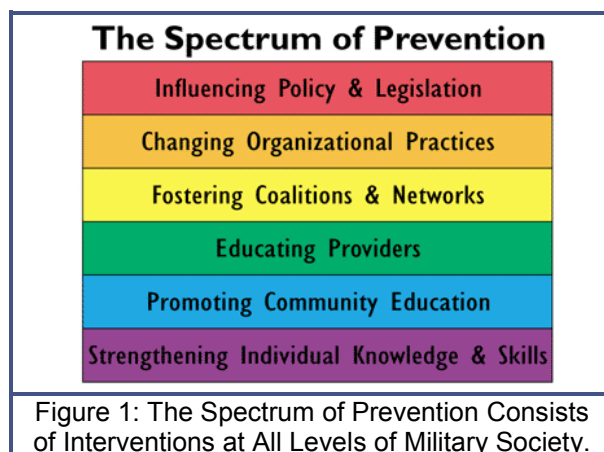 The Spectrum of Prevention
Influencing Policy & Legislation
Changing Organizational Practices
Fostering Coalitions & Networks
Educating Providers
Promoting Community Education
Strengthening Individual Knowledge & Skills
Figure 1: The Spectrum of Prevention Consists
of Interventions at All Levels of Military Society.